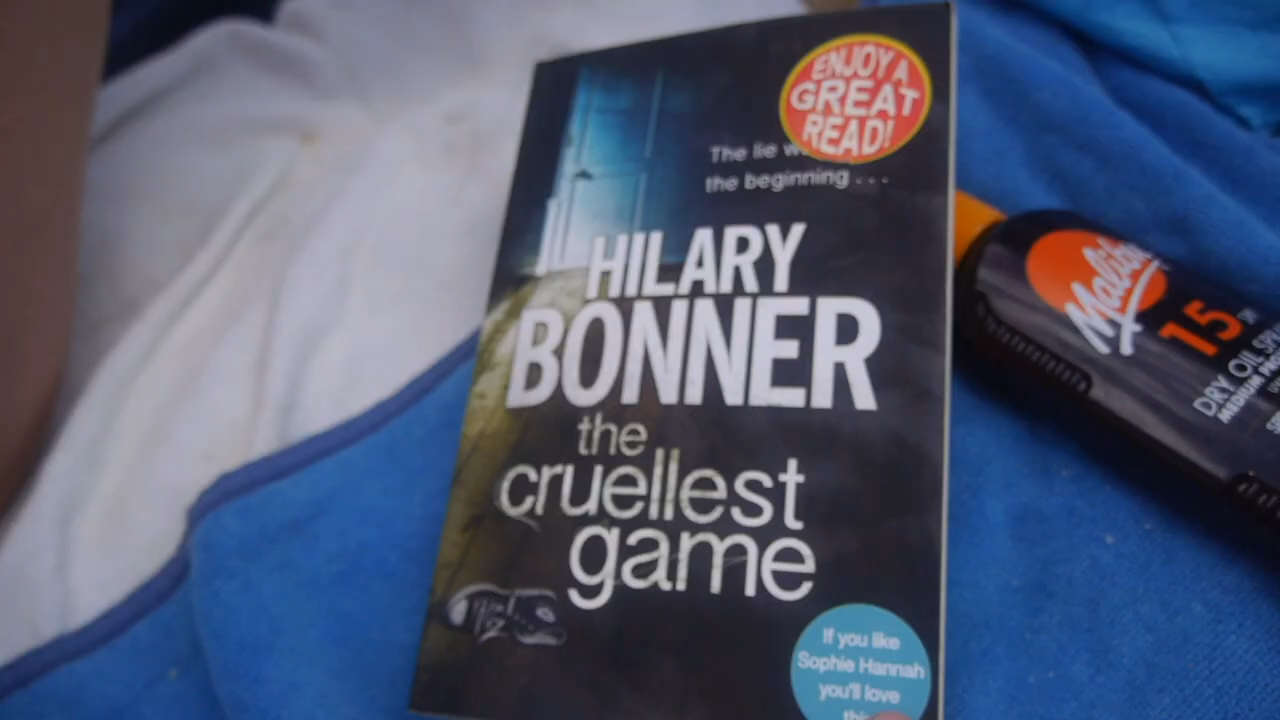 ENJOY A
GREAT
READ!
The lie
the beginning . . .
HILARY
BONNER
the
cruellest
game
If you like
Sophie Hannah
you'll love
Malibu
15
DRY OIL
MEDIUM